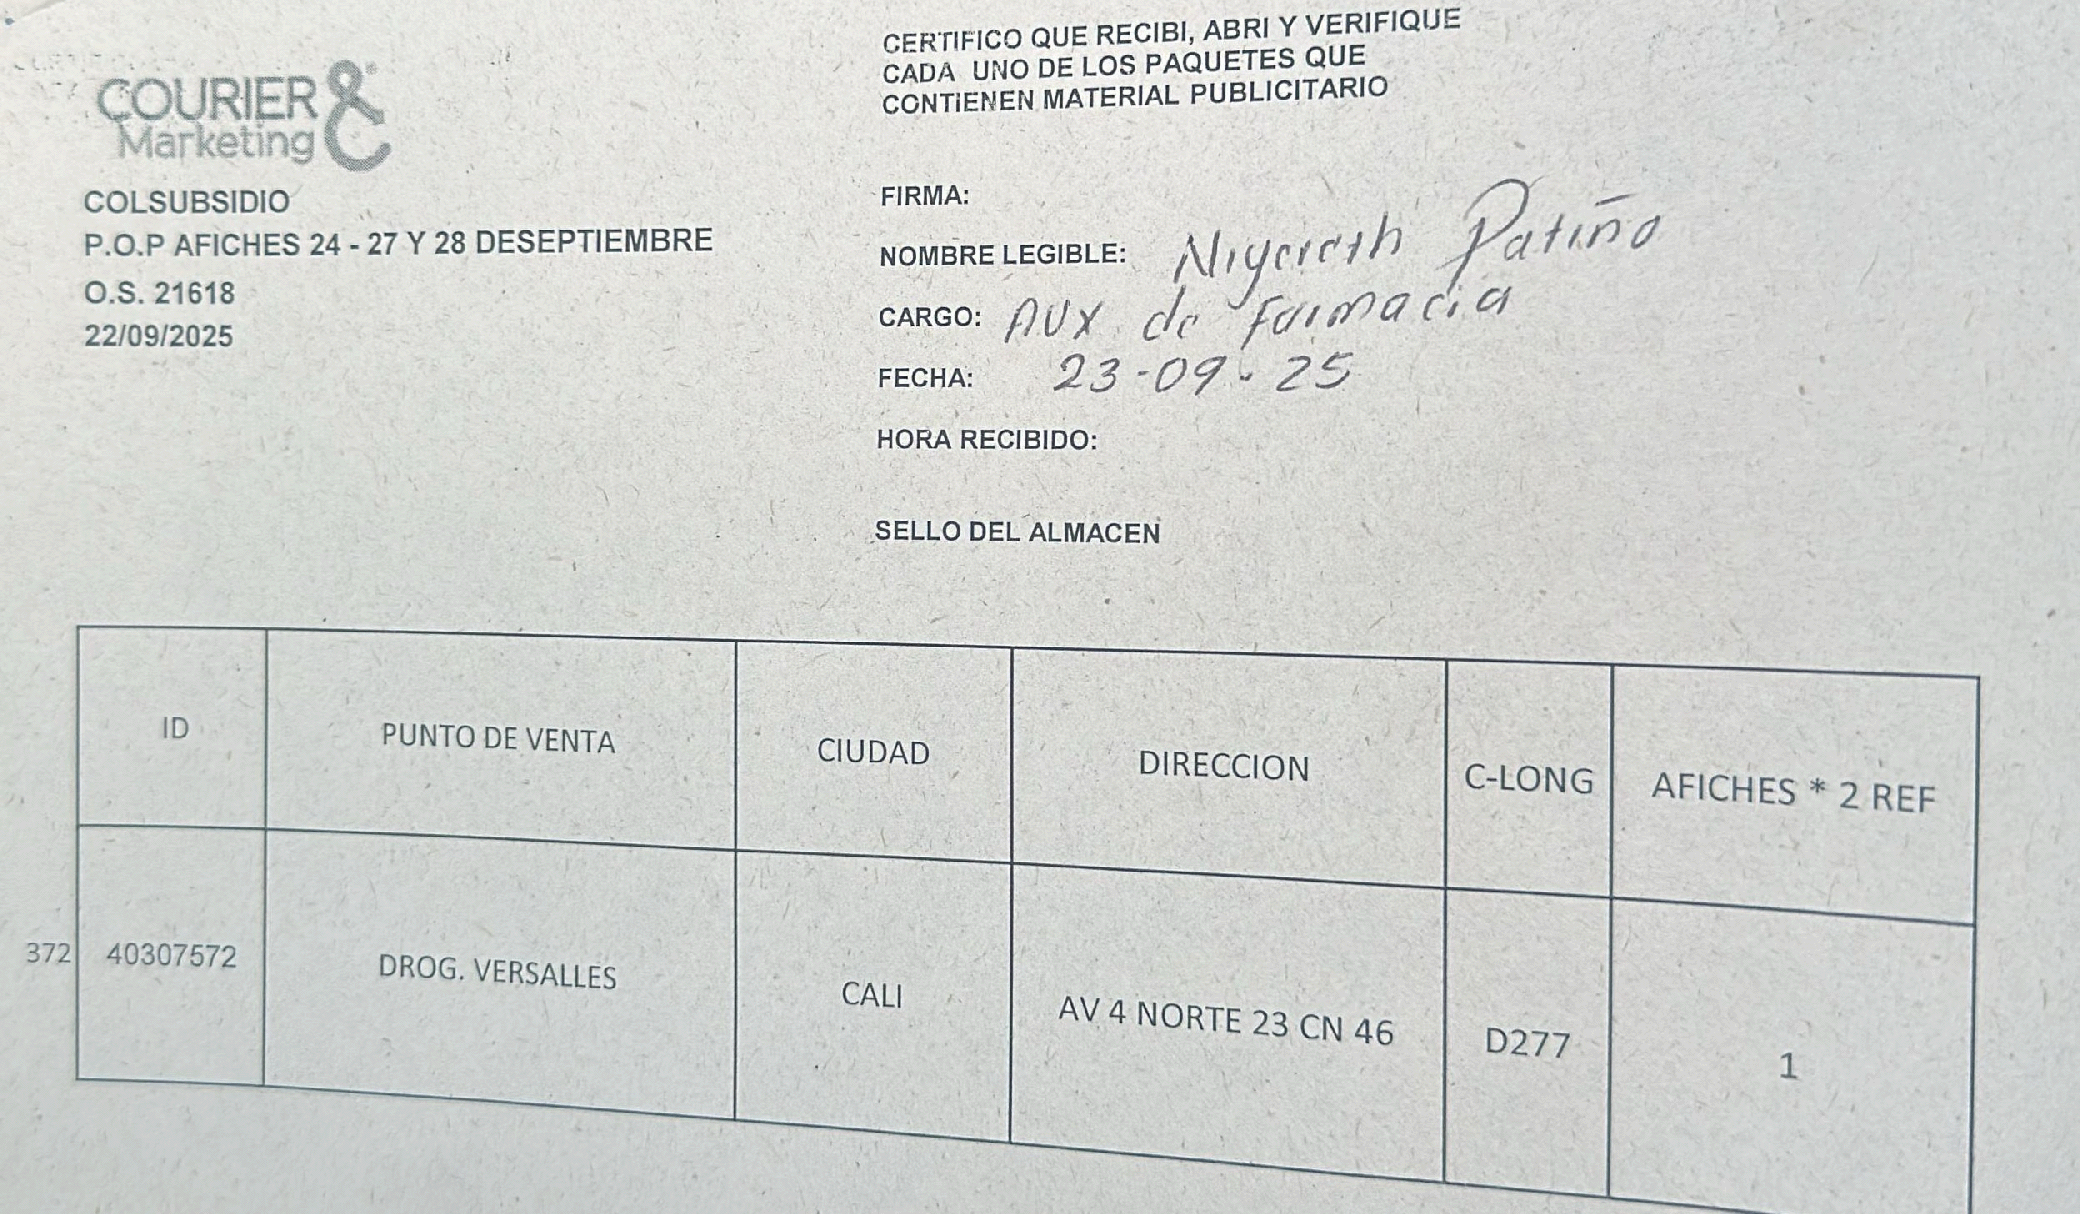 COURIER &
Marketing
COLSUBSIDIO
P.O.P AFICHES 24 - 27 Y 28 DESEPTIEMBRE
O.S. 21618
22/09/2025
CERTIFICO QUE RECIBI, ABRI Y VERIFIQUE
CADA UNO DE LOS PAQUETES QUE
CONTIENEN MATERIAL PUBLICITARIO
FIRMA:
NOMBRE LEGIBLE: Patiño
CARGO: AUX de Farmacia
FECHA: 23-09-25
HORA RECIBIDO:
SELLO DEL ALMACEN
ID PUNTO DE VENTA CIUDAD DIRECCION C-LONG AFICHES * 2 REF
372 40307572 DROG. VERSALLES CALI AV 4 NORTE 23 CN 46 D277 1